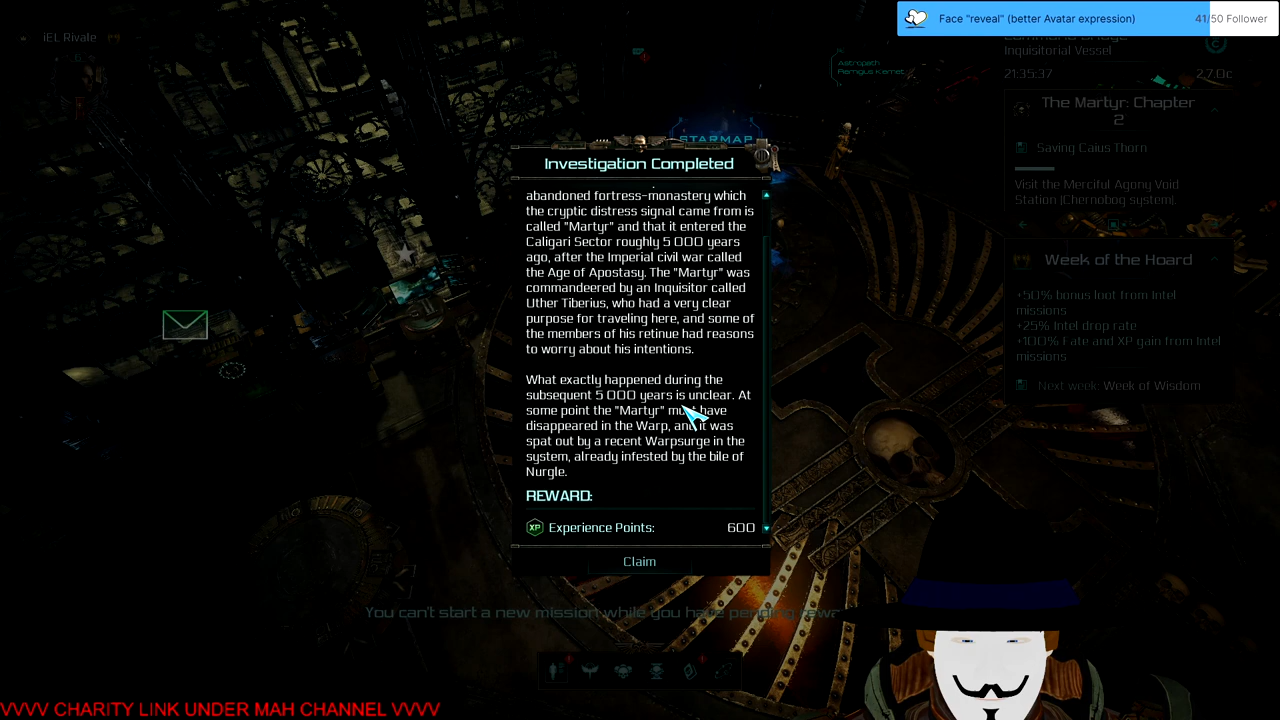 Face "reveal" (better Avatar expression) 41/50 Follower
iEL Rivale
Inquisitorial Vessel
Astropath
21:35:37
The Martyr: Chapter
2
Saving Caius Thorn
Visit the Merciful Agony Void
Station (Chernobog system).
STARMAP
Investigation Completed
abandoned fortress-monastery which
the cryptic distress signal came from is
called "Martyr" and that it entered the
Caligari Sector roughly 5 000 years
ago, after the Imperial civil war called
the Age of Apostasy. The "Martyr" was
commandeered by an Inquisitor called
Uther Tiberius, who had a very clear
purpose for traveling here, and some of
the members of his retinue had reasons
to worry about his intentions.
What exactly happened during the
subsequent 5 000 years is unclear. At
some point the "Martyr" must have
disappeared in the Warp, and it was
spat out by a recent Warpsurge in the
system, already infested by the bile of
Nurgle.
REWARD:
XP Experience Points: 600
Claim
Week of the Hoard
+50% bonus loot from Intel
missions
+25% Intel drop rate
+100% Fate and XP gain from Intel
missions
Next week: Week of Wisdom
You can't start a new mission while you have pending
VVVV CHARITY LINK UNDER MAH CHANNEL VVVV